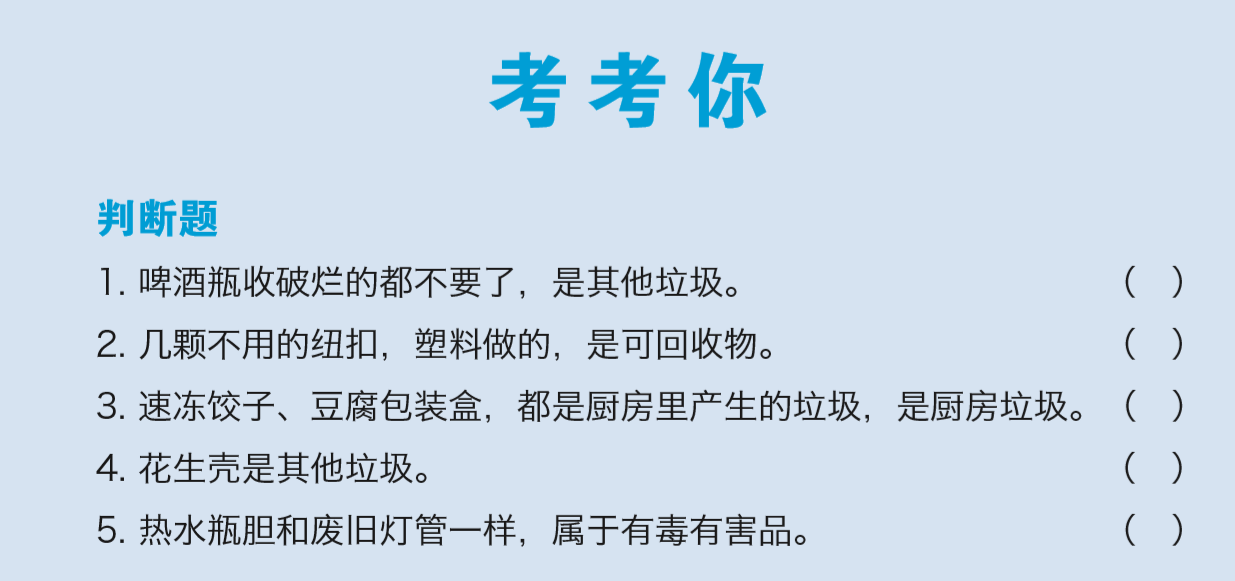 考考你
判断题
1. 啤酒瓶收破烂的都不要了，是其他垃圾。 （ ）
2. 几颗不用的纽扣，塑料做的，是可回收物。 （ ）
3. 速冻饺子、豆腐包装盒，都是厨房里产生的垃圾，是厨房垃圾。 （ ）
4. 花生壳是其他垃圾。 （ ）
5. 热水瓶胆和废旧灯管一样，属于有毒有害品。 （ ）